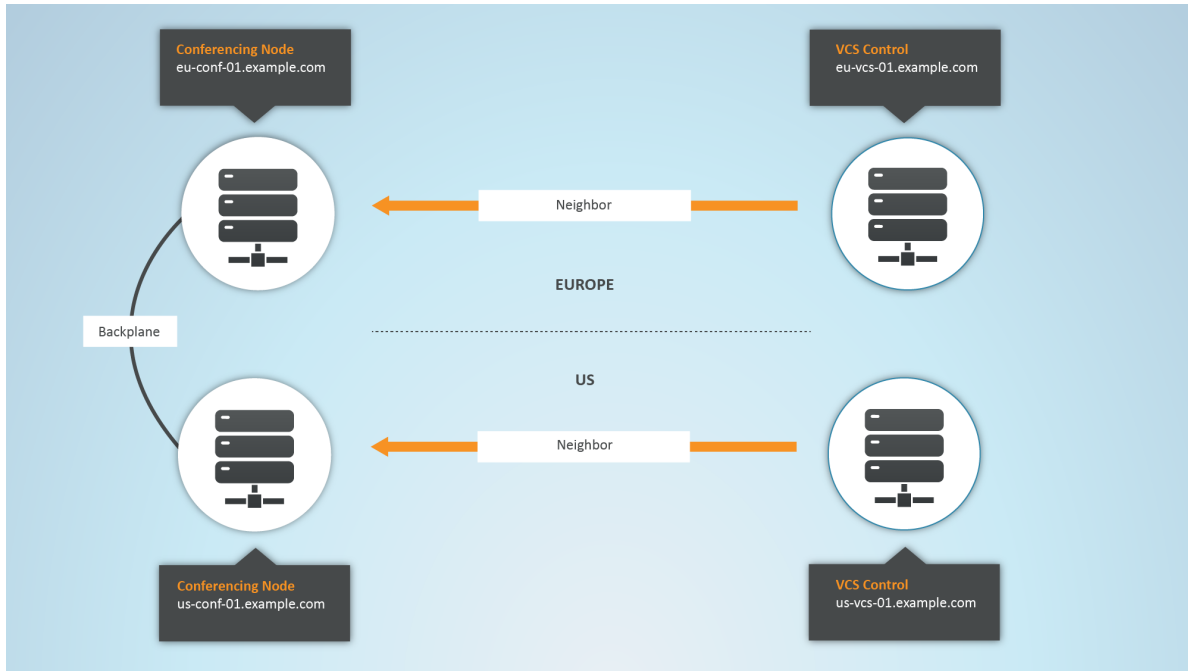 Conferencing Node
eu-conf-01.example.com
VCS Control
eu-vcs-01.example.com
Neighbor
EUROPE
Backplane
US
Neighbor
Conferencing Node
us-conf-01.example.com
VCS Control
us-vcs-01.example.com